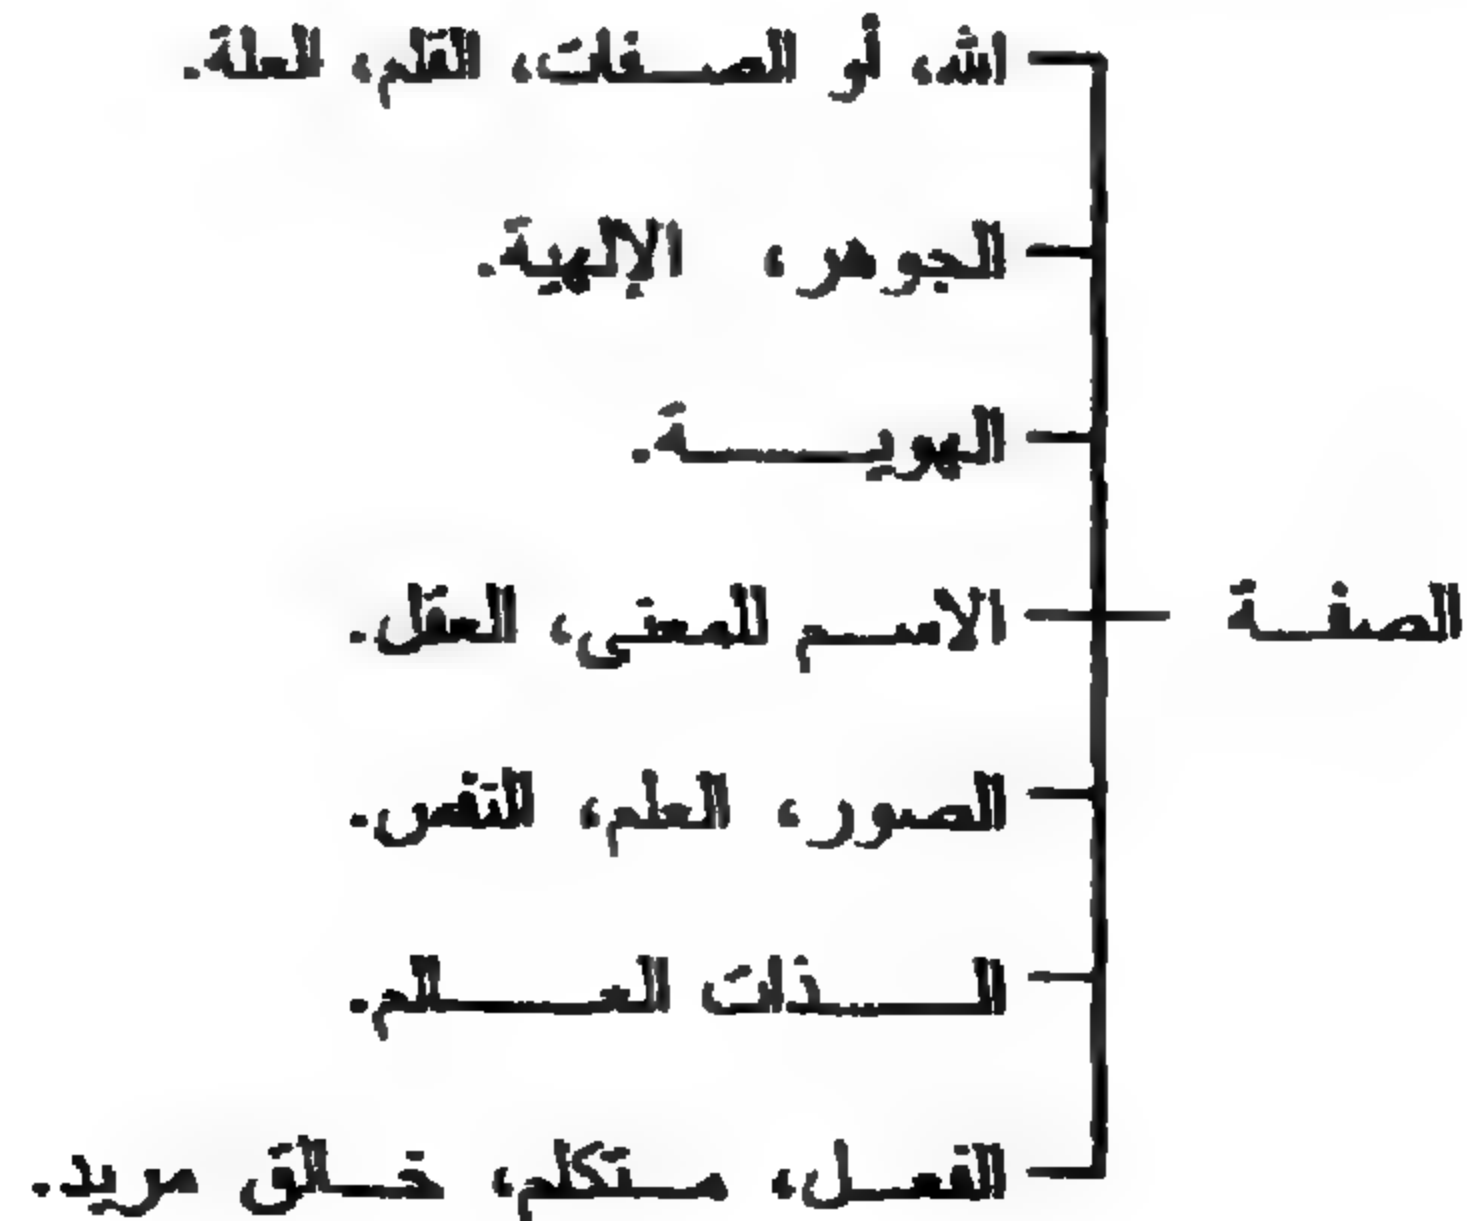 الصفة
الله، أو الصفات، القلم، العلة.
الجوهر، الإلهية.
الهوية.
الاسم المعنى، العقل.
الصور، العلم، النفس.
الذات العالم.
الفعل، متكلم، خالق مريد.